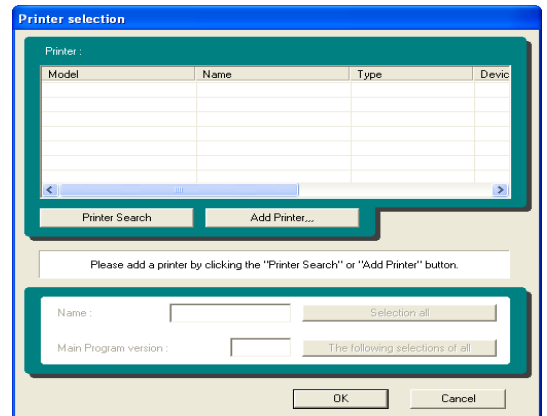 Printer selection
Printer :
Model Name Type Devic
Printer Search Add Printer,,,
Please add a printer by clicking the "Printer Search" or "Add Printer" button.
Name : Selection all
Main Program version : The following selections of all
OK Cancel